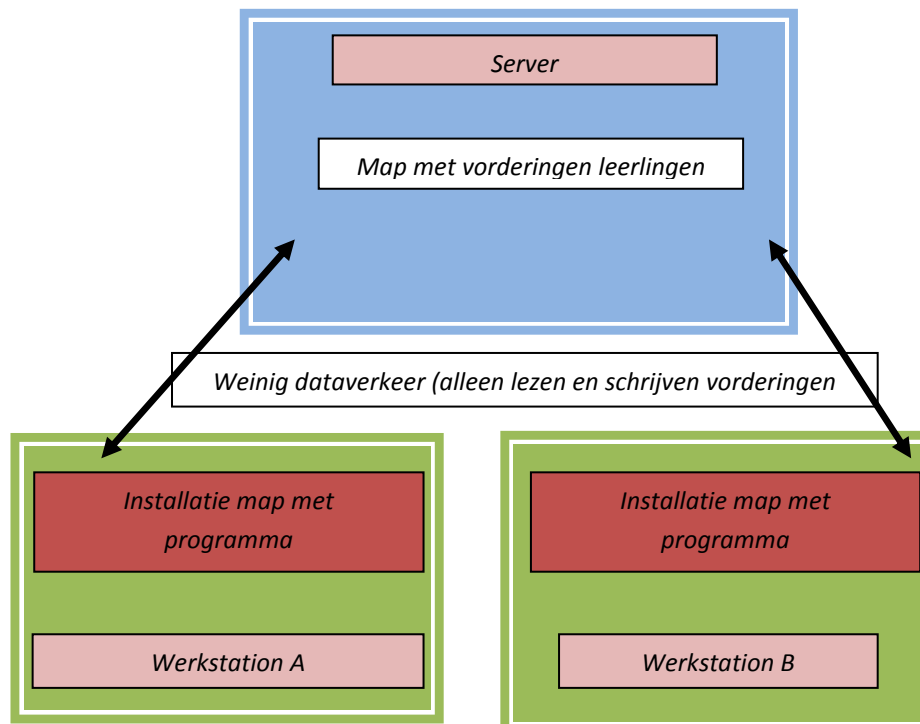 Server
Map met vorderingen leerlingen
Weinig dataverkeer (alleen lezen en schrijven vorderingen
Installatie map met
programma
Werkstation A
Installatie map met
programma
Werkstation B